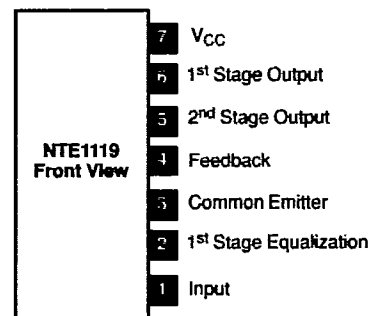 7 VCC
6 1st Stage Output
5 2nd Stage Output
NTE1119
Front View
4 Feedback
3 Common Emitter
2 1st Stage Equalization
1 Input